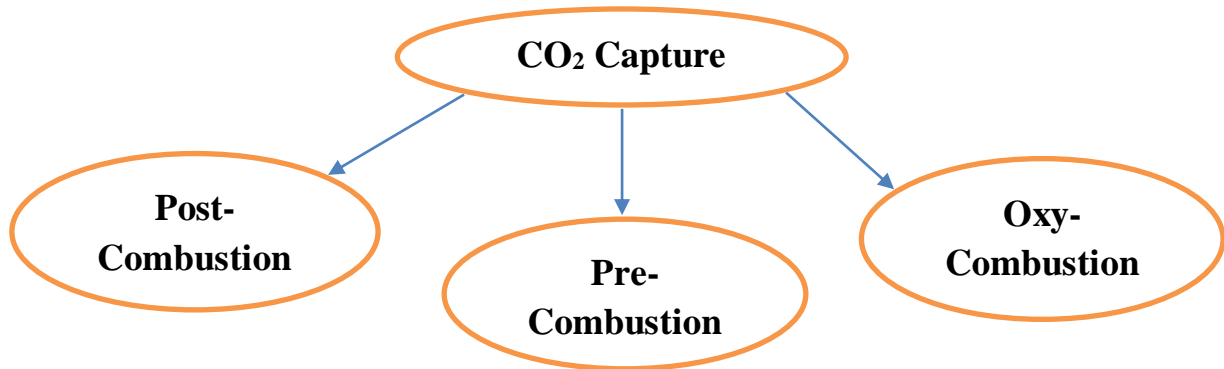 CO₂ Capture
Post-
Combustion
Pre-
Combustion
Oxy-
Combustion